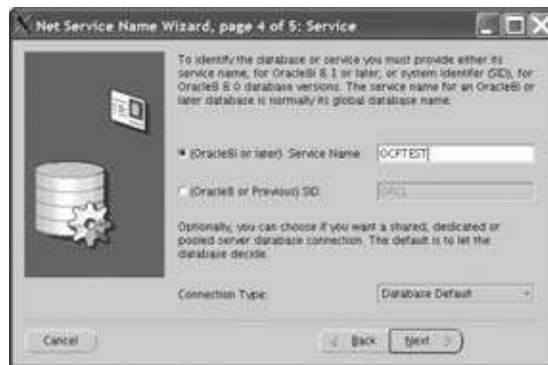 Net Service Name Wizard, page 4 of 5: Service
To identify the database or service you must provide either its
service name, for Oracle8i 8.1 or later, or system identifer (SID), for
Oracle8 8.0 database versions. The service name for an Oracle8i or
later database is normally its global database name.
(Oracle8i or later) Service Name:
OCPTEST
(Oracle8 or Previous) SID:
ORCL
Optionally, you can choose if you want a shared, dedicated or
pooled server database connection. The default is to let the
database decide.
Connection Type:
Database Default
Cancel
Back
Next